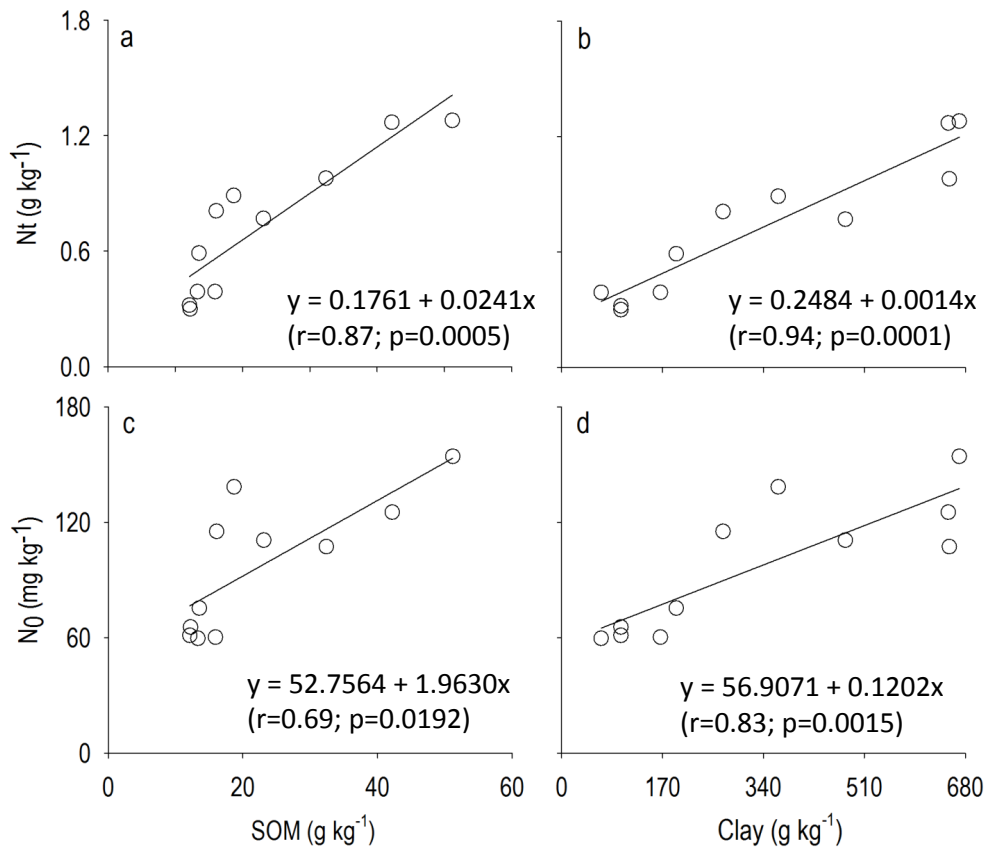 a
1.8
1.2
0.6
0.0
Nt (g kg⁻¹)
y = 0.1761 + 0.0241x
(r=0.87; p=0.0005)
b
y = 0.2484 + 0.0014x
(r=0.94; p=0.0001)
c
180
120
60
0
N₀ (mg kg⁻¹)
y = 52.7564 + 1.9630x
(r=0.69; p=0.0192)
0 20 40 60
SOM (g kg⁻¹)
d
y = 56.9071 + 0.1202x
(r=0.83; p=0.0015)
0 170 340 510 680
Clay (g kg⁻¹)